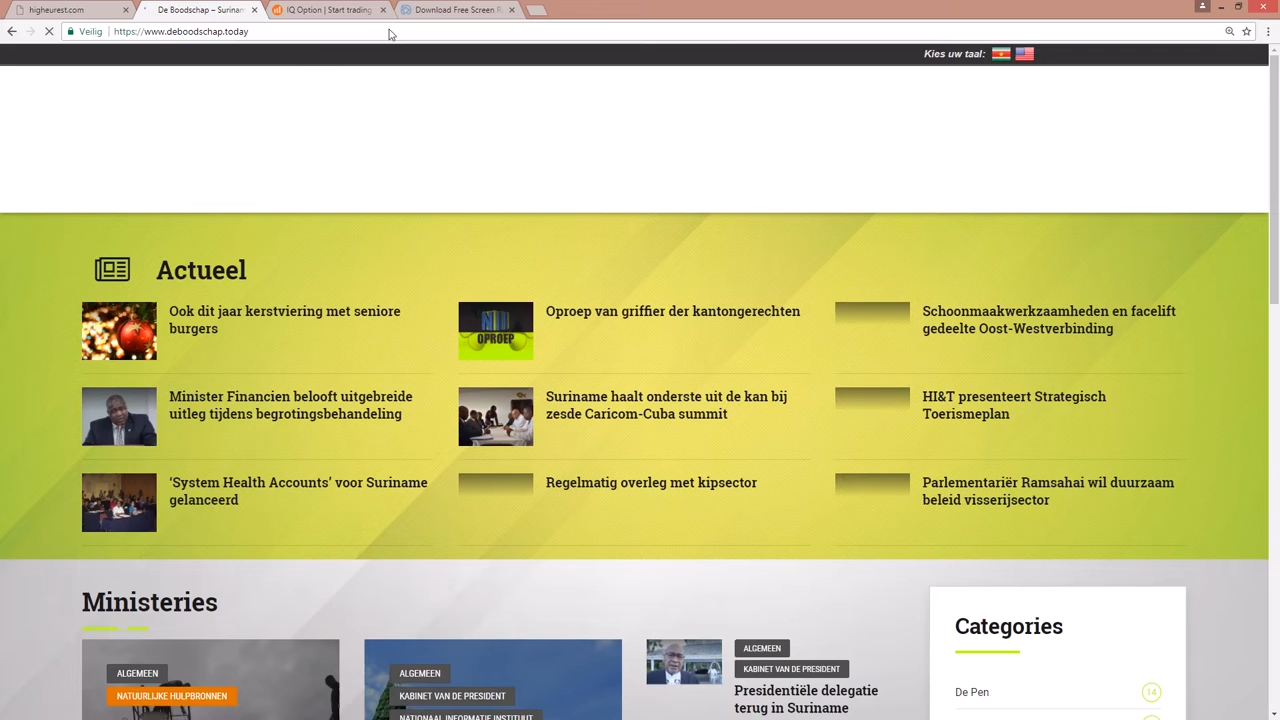 higheurest.com
De Boodschap – Surinam
IQ Option | Start trading
Download Free Screen R
Veilig
https://www.deboodschap.today
Kies uw taal:
Actueel
Ook dit jaar kerstviering met seniore
burgers
Oproep van griffier der kantongerechten
OPROEP
Schoonmaakwerkzaamheden en facelift
gedeelte Oost-Westverbinding
Minister Financien belooft uitgebreide
uitleg tijdens begrotingsbehandeling
Suriname haalt onderste uit de kan bij
zesde Caricom-Cuba summit
HI&T presenteert Strategisch
Toerismeplan
‘System Health Accounts’ voor Suriname
gelanceerd
Regelmatig overleg met kipsector
Parlementariër Ramsahai wil duurzaam
beleid visserijsector
Ministeries
ALGEMEEN
NATUURLIJKE HULPBRONNEN
ALGEMEEN
KABINET VAN DE PRESIDENT
NATIONAAL INFORMATIE INSTITUUT
ALGEMEEN
KABINET VAN DE PRESIDENT
Presidentiële delegatie
terug in Suriname
Categories
De Pen
14